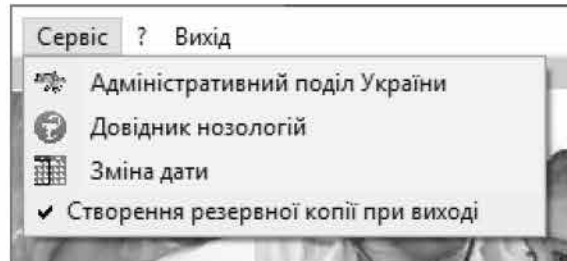 Сервіс ? Вихід
Адміністративний поділ України
Довідник нозологій
Зміна дати
Створення резервної копії при виході